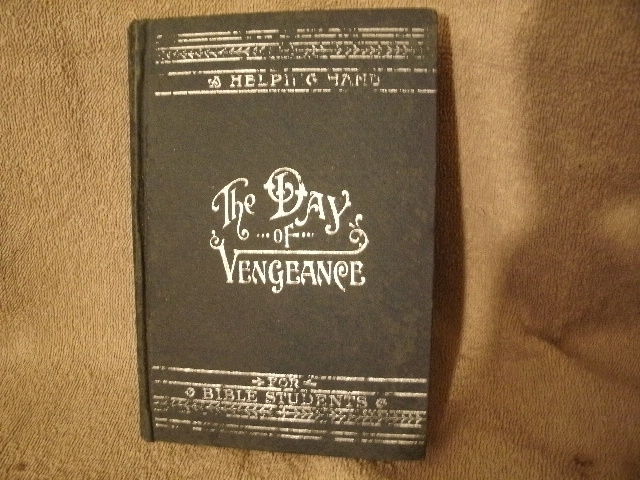 HELPING HAND
The Day
OF
VENGEANCE
FOR
BIBLE STUDENTS